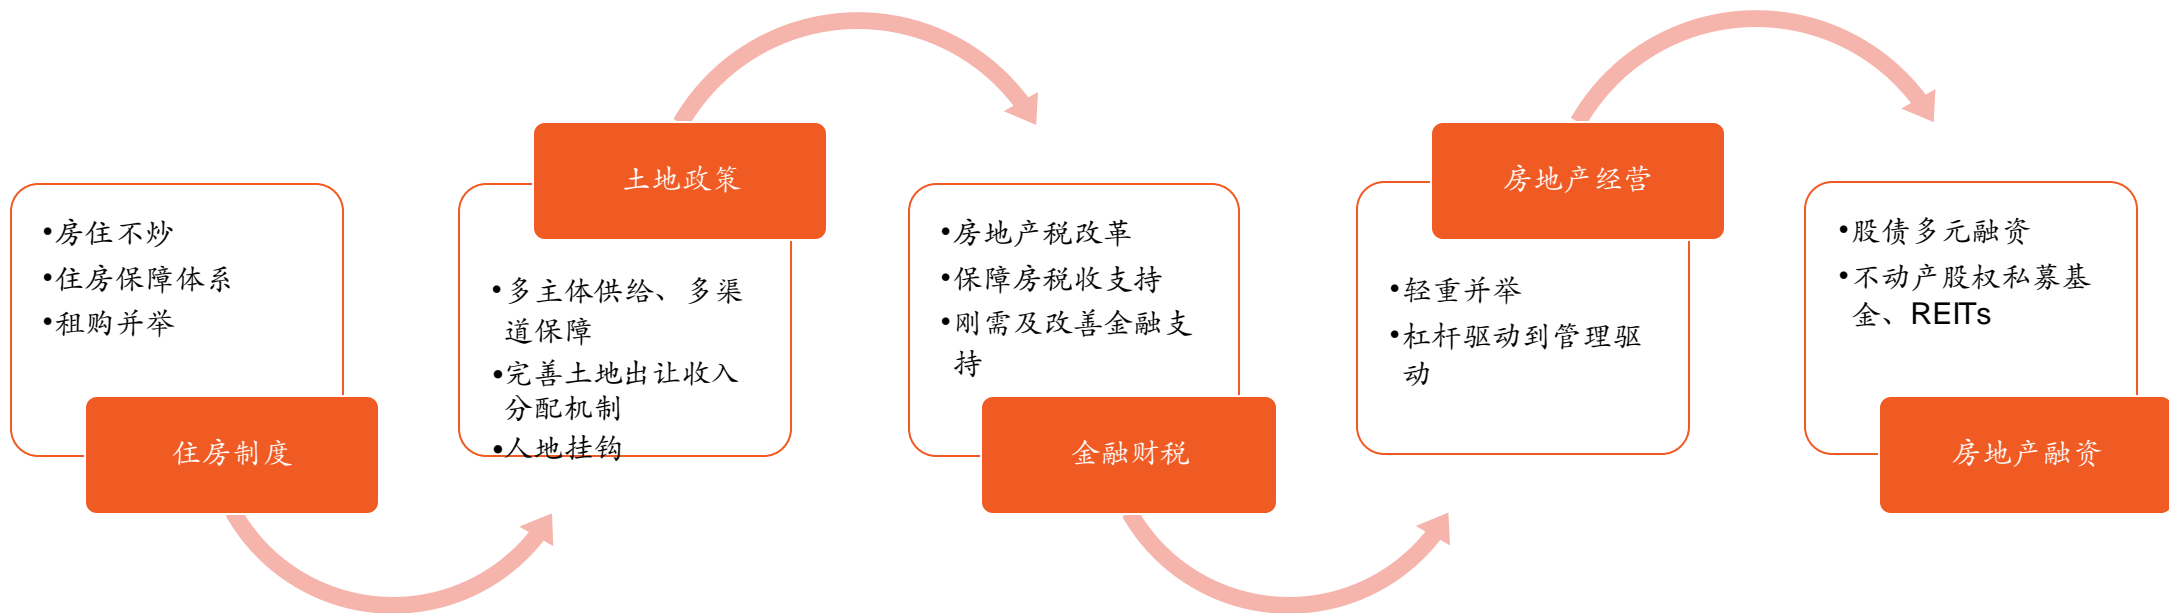 •房住不炒
•住房保障体系
•租购并举
住房制度
土地政策
•多主体供给、多渠
道保障
•完善土地出让收入
分配机制
•人地挂钩
•房地产税改革
•保障房税收支持
•刚需及改善金融支
持
金融财税
房地产经营
•轻重并举
•杠杆驱动到管理驱
动
•股债多元融资
•不动产股权私募基
金、REITs
房地产融资